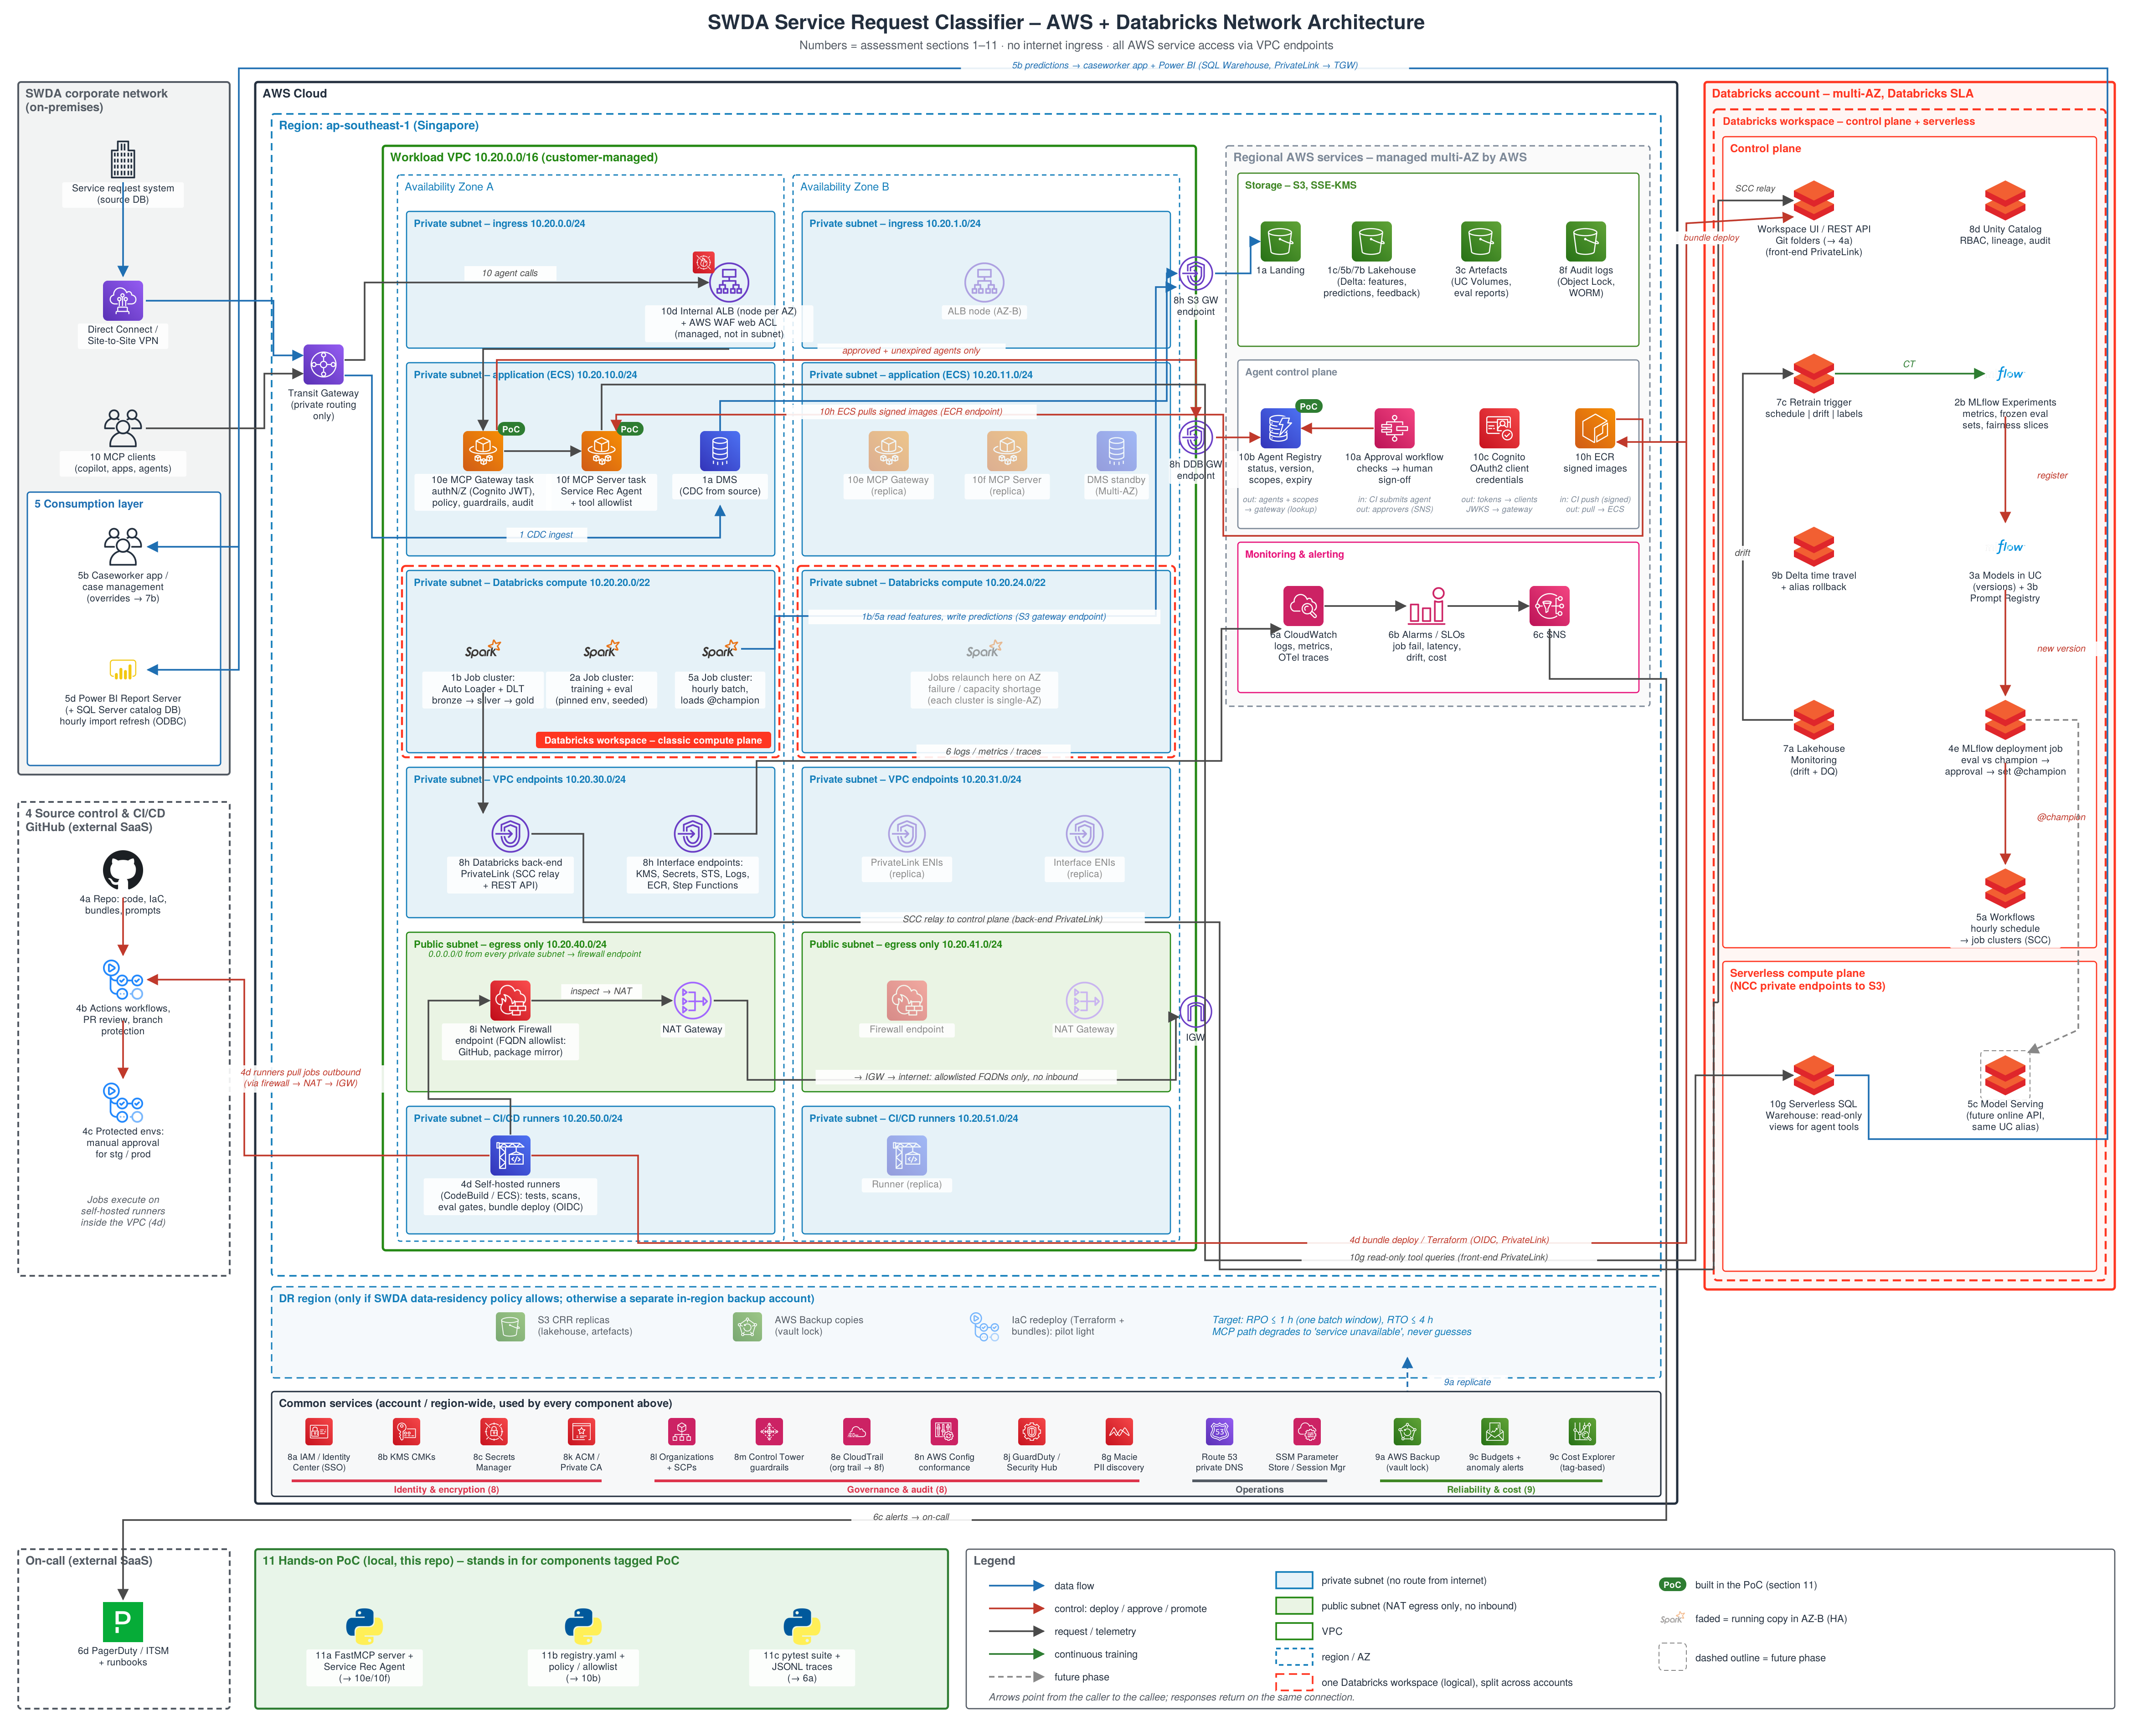 SWDA Service Request Classifier – AWS + Databricks Network Architecture
Numbers = assessment sections 1–11 · no internet ingress · all AWS service access via VPC endpoints
5b predictions → caseworker app + Power BI (SQL Warehouse, PrivateLink → TGW)
SWDA corporate network
(on-premises)
Service request system
(source DB)
Direct Connect /
Site-to-Site VPN
10 MCP clients
(copilot, apps, agents)
5 Consumption layer
5b Caseworker app /
case management
(overrides → 7b)
5d Power BI Report Server
(+ SQL Server catalog DB)
hourly import refresh (ODBC)
4 Source control & CI/CD
GitHub (external SaaS)
4a Repo: code, IaC,
bundles, prompts
4b Actions workflows,
PR review, branch
protection
4c Protected envs:
manual approval
for stg / prod
Jobs execute on
self-hosted runners
inside the VPC (4d)
4d runners pull jobs outbound
(via firewall → NAT → IGW)
AWS Cloud
Region: ap-southeast-1 (Singapore)
Transit Gateway
(private routing
only)
Workload VPC 10.20.0.0/16 (customer-managed)
Availability Zone A
Availability Zone B
Private subnet – ingress 10.20.0.0/24
10 agent calls
10d Internal ALB (node per AZ)
+ AWS WAF web ACL
(managed, not in subnet)
Private subnet – ingress 10.20.1.0/24
ALB node (AZ-B)
approved + unexpired agents only
Private subnet – application (ECS) 10.20.10.0/24
PoC
PoC
10e MCP Gateway task
authN/Z (Cognito JWT),
policy, guardrails, audit
10f MCP Server task
Service Rec Agent
+ tool allowlist
1a DMS
(CDC from source)
1 CDC ingest
Private subnet – application (ECS) 10.20.11.0/24
10h ECS pulls signed images (ECR endpoint)
10e MCP Gateway
(replica)
10f MCP Server
(replica)
DMS standby
(Multi-AZ)
Private subnet – Databricks compute 10.20.20.0/22
Spark
Spark
Spark
1b Job cluster:
Auto Loader + DLT
bronze → silver → gold
2a Job cluster:
training + eval
(pinned env, seeded)
5a Job cluster:
hourly batch,
loads @champion
Databricks workspace – classic compute plane
Private subnet – Databricks compute 10.20.24.0/22
1b/5a read features, write predictions (S3 gateway endpoint)
Spark
Jobs relaunch here on AZ
failure / capacity shortage
(each cluster is single-AZ)
6 logs / metrics / traces
Private subnet – VPC endpoints 10.20.30.0/24
8h Databricks back-end
PrivateLink (SCC relay
+ REST API)
8h Interface endpoints:
KMS, Secrets, STS, Logs,
ECR, Step Functions
Private subnet – VPC endpoints 10.20.31.0/24
PrivateLink ENIs
(replica)
Interface ENIs
(replica)
SCC relay to control plane (back-end PrivateLink)
Public subnet – egress only 10.20.40.0/24
0.0.0.0/0 from every private subnet → firewall endpoint
inspect → NAT
8i Network Firewall
endpoint (FQDN allowlist:
GitHub, package mirror)
NAT Gateway
Public subnet – egress only 10.20.41.0/24
Firewall endpoint
NAT Gateway
→ IGW → internet: allowlisted FQDNs only, no inbound
Private subnet – CI/CD runners 10.20.50.0/24
4d Self-hosted runners
(CodeBuild / ECS): tests, scans,
eval gates, bundle deploy (OIDC)
Private subnet – CI/CD runners 10.20.51.0/24
Runner (replica)
8h S3 GW
endpoint
8h DDB GW
endpoint
IGW
Regional AWS services – managed multi-AZ by AWS
Storage – S3, SSE-KMS
1a Landing
1c/5b/7b Lakehouse
(Delta: features,
predictions, feedback)
3c Artefacts
(UC Volumes,
eval reports)
8f Audit logs
(Object Lock,
WORM)
Agent control plane
PoC
10b Agent Registry
status, version,
scopes, expiry
10a Approval workflow
checks → human
sign-off
10c Cognito
OAuth2 client
credentials
10h ECR
signed images
out: agents + scopes
→ gateway (lookup)
in: CI submits agent
out: approvers (SNS)
out: tokens → clients
JWKS → gateway
in: CI push (signed)
out: pull → ECS
Monitoring & alerting
6a CloudWatch
logs, metrics,
OTel traces
6b Alarms / SLOs
job fail, latency,
drift, cost
6c SNS
4d bundle deploy / Terraform (OIDC, PrivateLink)
10g read-only tool queries (front-end PrivateLink)
Databricks account – multi-AZ, Databricks SLA
Databricks workspace – control plane + serverless
Control plane
SCC relay
bundle deploy
Workspace UI / REST API
Git folders (→ 4a)
(front-end PrivateLink)
8d Unity Catalog
RBAC, lineage, audit
7c Retrain trigger
schedule | drift | labels
CT
flow
2b MLflow Experiments
metrics, frozen eval
sets, fairness slices
register
drift
9b Delta time travel
+ alias rollback
flow
3a Models in UC
(versions) + 3b
Prompt Registry
new version
7a Lakehouse
Monitoring
(drift + DQ)
4e MLflow deployment job
eval vs champion →
approval → set @champion
@champion
5a Workflows
hourly schedule
→ job clusters (SCC)
Serverless compute plane
(NCC private endpoints to S3)
10g Serverless SQL
Warehouse: read-only
views for agent tools
5c Model Serving
(future online API,
same UC alias)
DR region (only if SWDA data-residency policy allows; otherwise a separate in-region backup account)
S3 CRR replicas
(lakehouse, artefacts)
AWS Backup copies
(vault lock)
IaC redeploy (Terraform +
bundles): pilot light
Target: RPO ≤ 1 h (one batch window), RTO ≤ 4 h
MCP path degrades to 'service unavailable', never guesses
9a replicate
Common services (account / region-wide, used by every component above)
8a IAM / Identity
Center (SSO)
8b KMS CMKs
8c Secrets
Manager
8k ACM /
Private CA
8l Organizations
+ SCPs
8m Control Tower
guardrails
8e CloudTrail
(org trail → 8f)
8n AWS Config
conformance
8j GuardDuty /
Security Hub
8g Macie
PII discovery
53
Route 53
private DNS
SSM Parameter
Store / Session Mgr
9a AWS Backup
(vault lock)
9c Budgets +
anomaly alerts
9c Cost Explorer
(tag-based)
Identity & encryption (8)
Governance & audit (8)
Operations
Reliability & cost (9)
6c alerts → on-call
On-call (external SaaS)
P
6d PagerDuty / ITSM
+ runbooks
11 Hands-on PoC (local, this repo) – stands in for components tagged PoC
11a FastMCP server +
Service Rec Agent
(→ 10e/10f)
11b registry.yaml +
policy / allowlist
(→ 10b)
11c pytest suite +
JSONL traces
(→ 6a)
Legend
data flow
control: deploy / approve / promote
request / telemetry
continuous training
future phase
private subnet (no route from internet)
public subnet (NAT egress only, no inbound)
VPC
region / AZ
one Databricks workspace (logical), split across accounts
PoC
built in the PoC (section 11)
Spark
faded = running copy in AZ-B (HA)
dashed outline = future phase
Arrows point from the caller to the callee; responses return on the same connection.